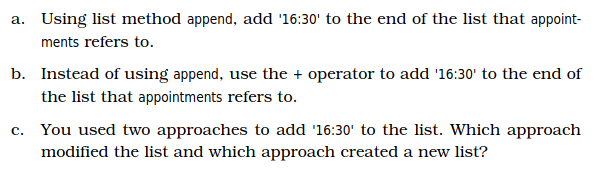 a. Using list method append, add '16:30' to the end of the list that appoint-
ments refers to.
b. Instead of using append, use the + operator to add '16:30' to the end of
the list that appointments refers to.
c. You used two approaches to add '16:30' to the list. Which approach
modified the list and which approach created a new list?